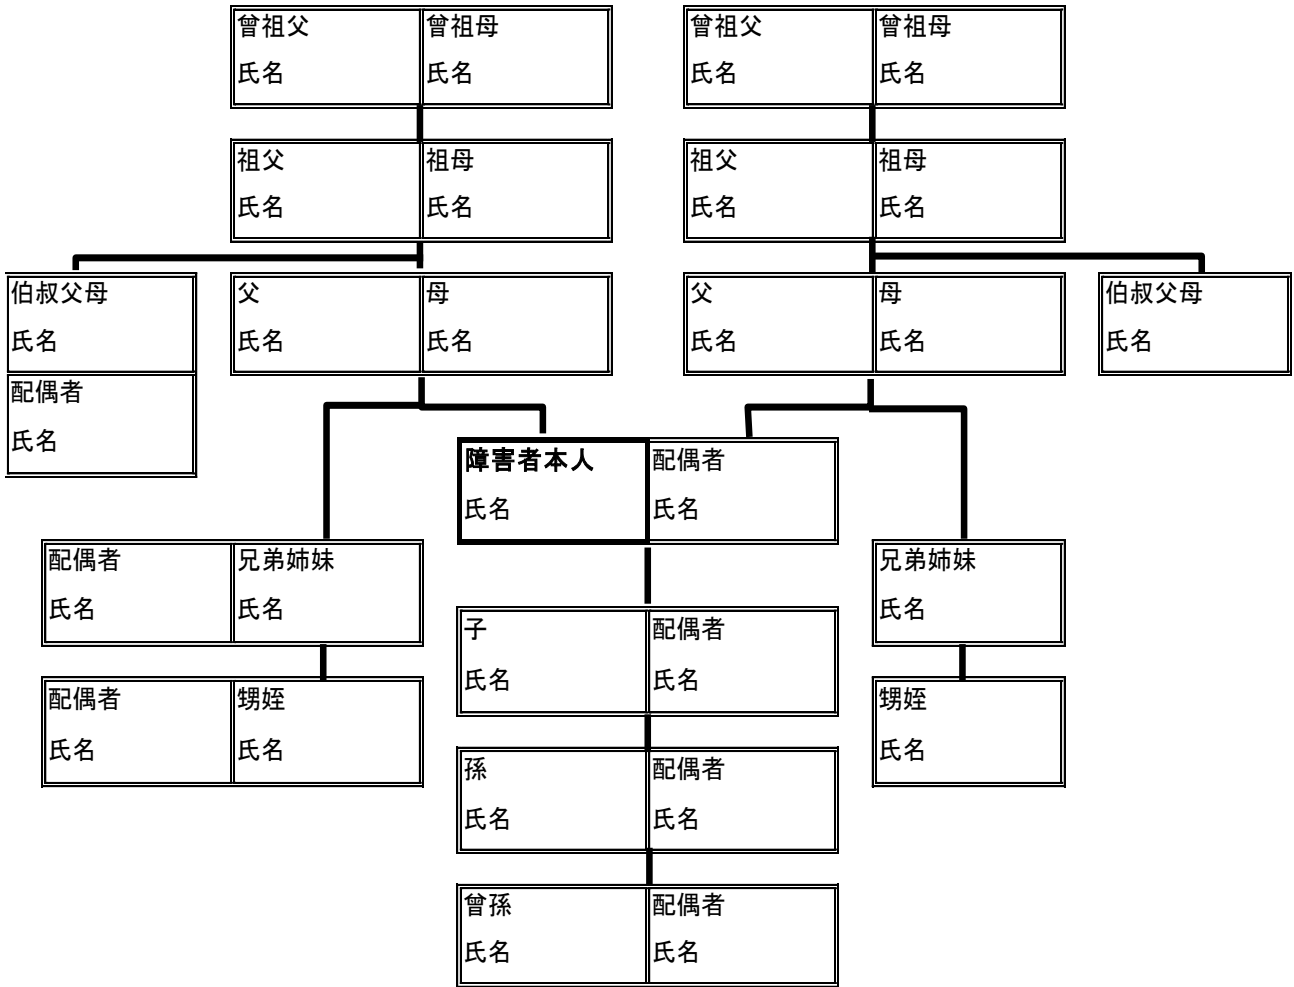 曾祖父 曾祖母 曾祖父 曾祖母
氏名 氏名 氏名 氏名
祖父 祖母 祖父 祖母
氏名 氏名 氏名 氏名
伯叔父母 父 母 父 母 伯叔父母
氏名 氏名 氏名 氏名 氏名 氏名
配偶者
氏名
障害者本人 配偶者
氏名 氏名
配偶者 兄弟姉妹 兄弟姉妹
氏名 氏名 氏名
子 配偶者
氏名 氏名
配偶者 甥姪 甥姪
氏名 氏名 氏名
孫 配偶者
氏名 氏名
曾孫 配偶者
氏名 氏名